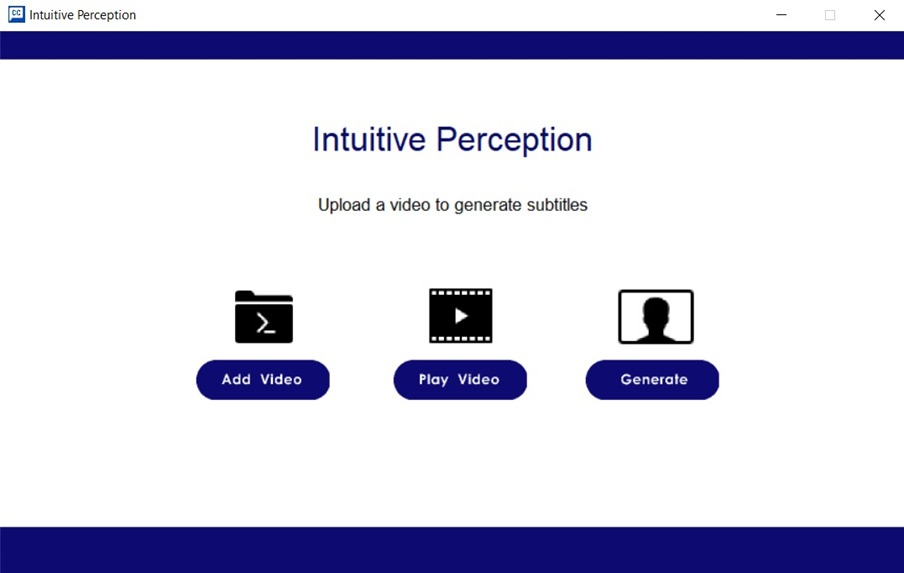 CC Intuitive Perception
Intuitive Perception
Upload a video to generate subtitles
Add Video Play Video Generate